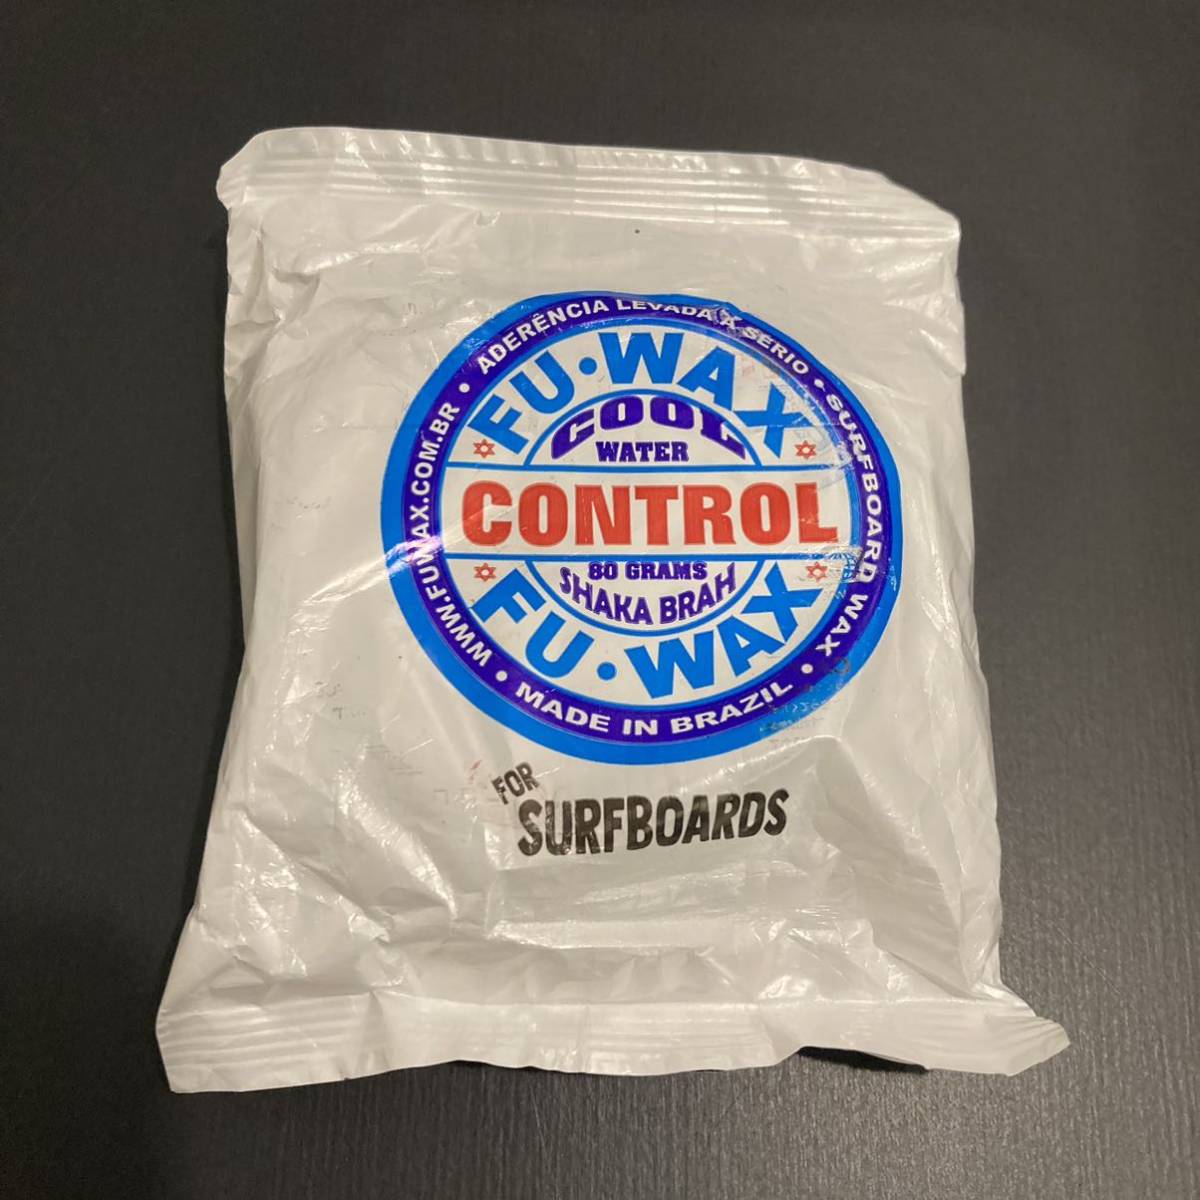 WWW.FUWAX.COM.BR • ADERÊNCIA LEVADA A SERIO • SURFBOARD WAX • MADE IN BRAZIL •
FU·WAX
COOL
WATER
CONTROL
80 GRAMS
SHAKA BRAH
FU·WAX
FOR
SURFBOARDS